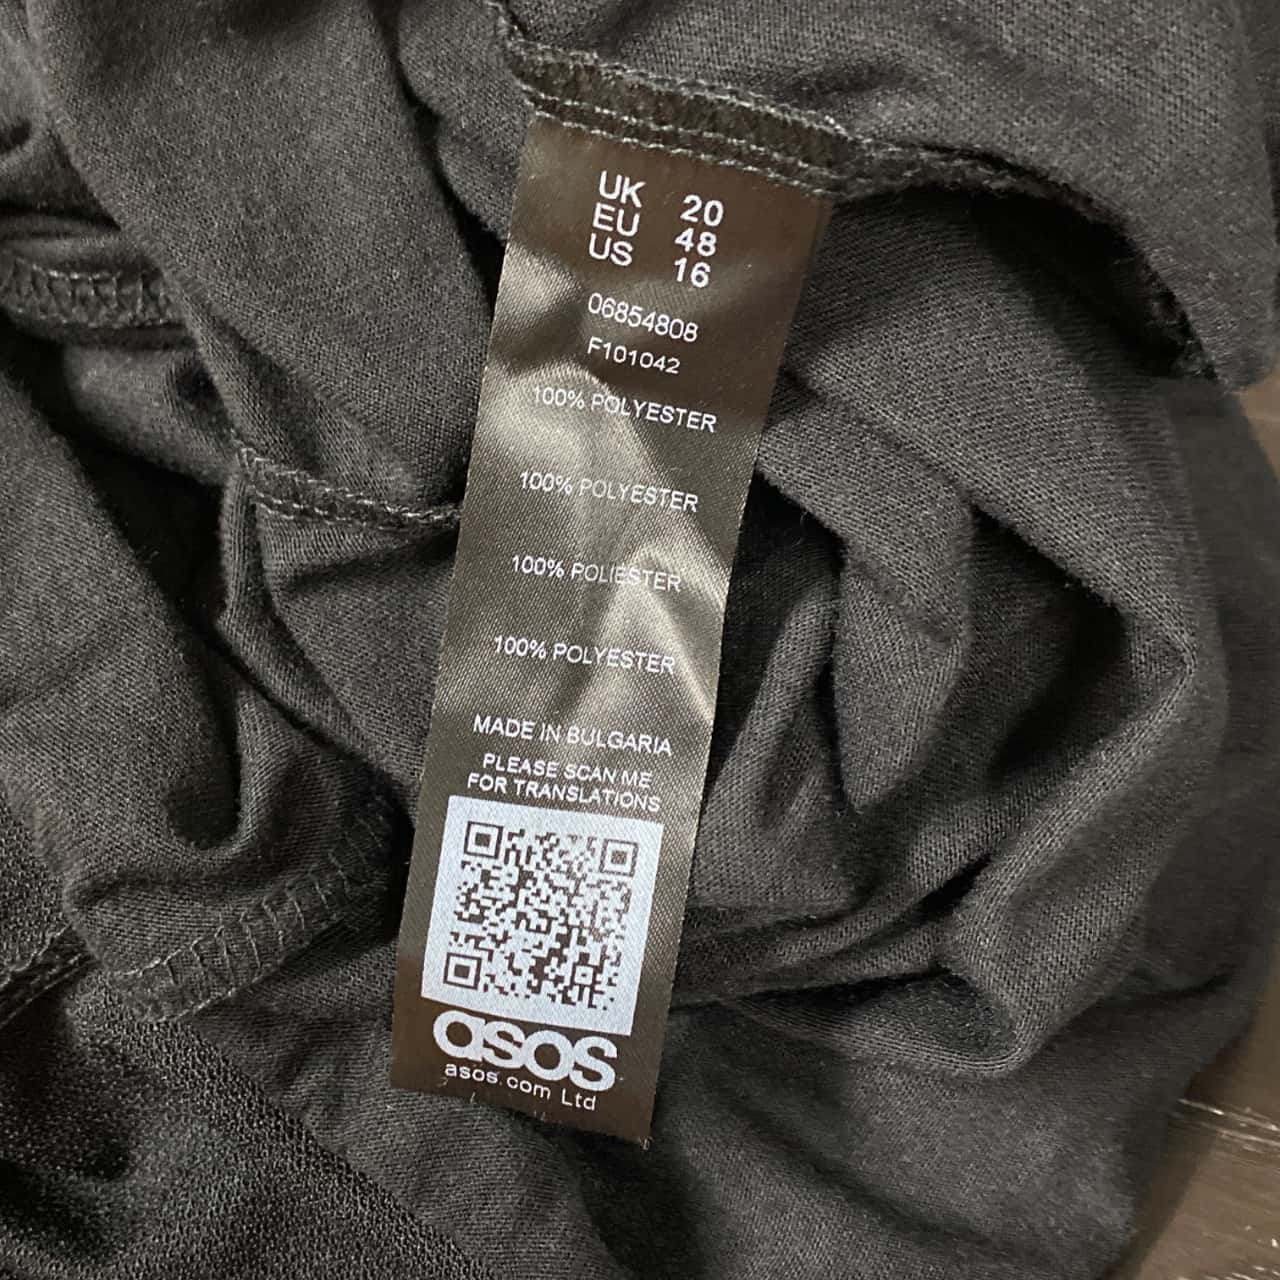 UK 20
EU 48
US 16
06854808
F101042
100% POLYESTER
100% POLYESTER
100% POLIESTER
100% POLYESTER
MADE IN BULGARIA
PLEASE SCAN ME
FOR TRANSLATIONS
asos
asos.com Ltd